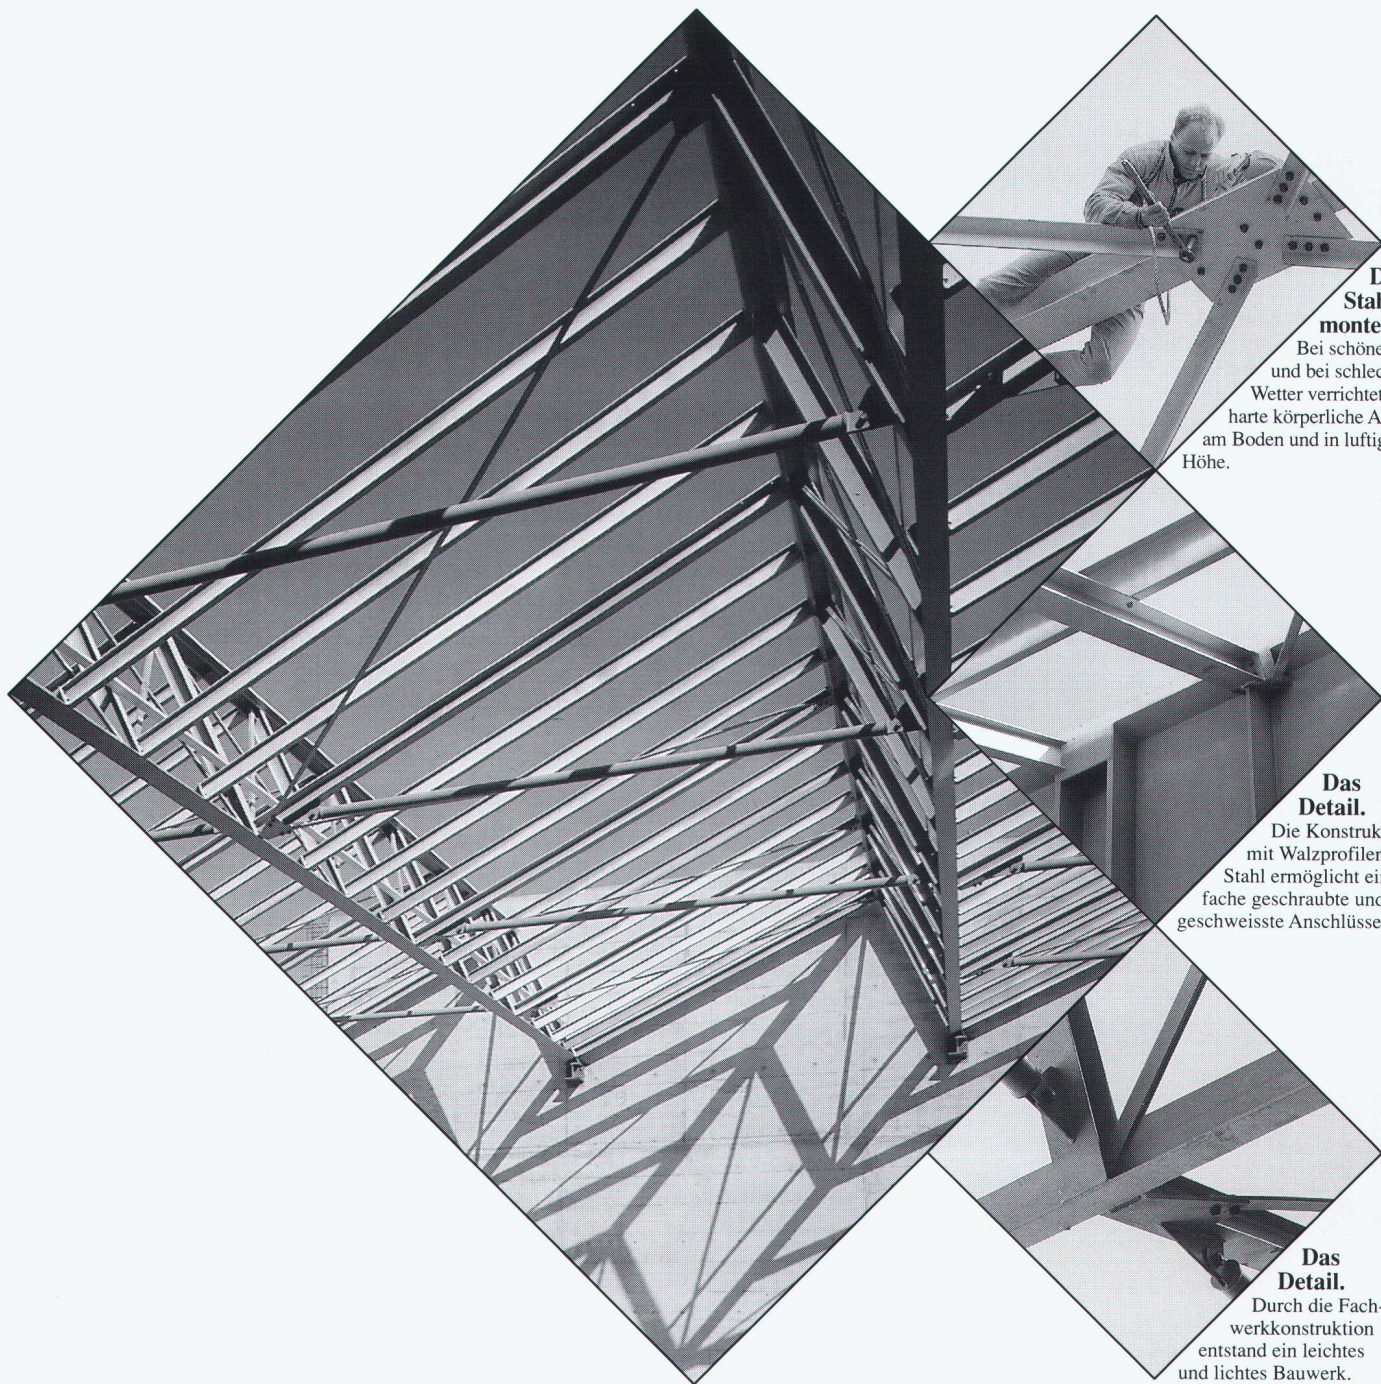 D
Stah
monte
Bei schöne
und bei schlec
Wetter verrichtet
harte körperliche A
am Boden und in luftig
Höhe.
Das
Detail.
Die Konstruk
mit Walzprofilen
Stahl ermöglicht ein
fache geschraubte und
geschweisste Anschlüsse
Das
Detail.
Durch die Fach-
werkkonstruktion
entstand ein leichtes
und lichtes Bauwerk.